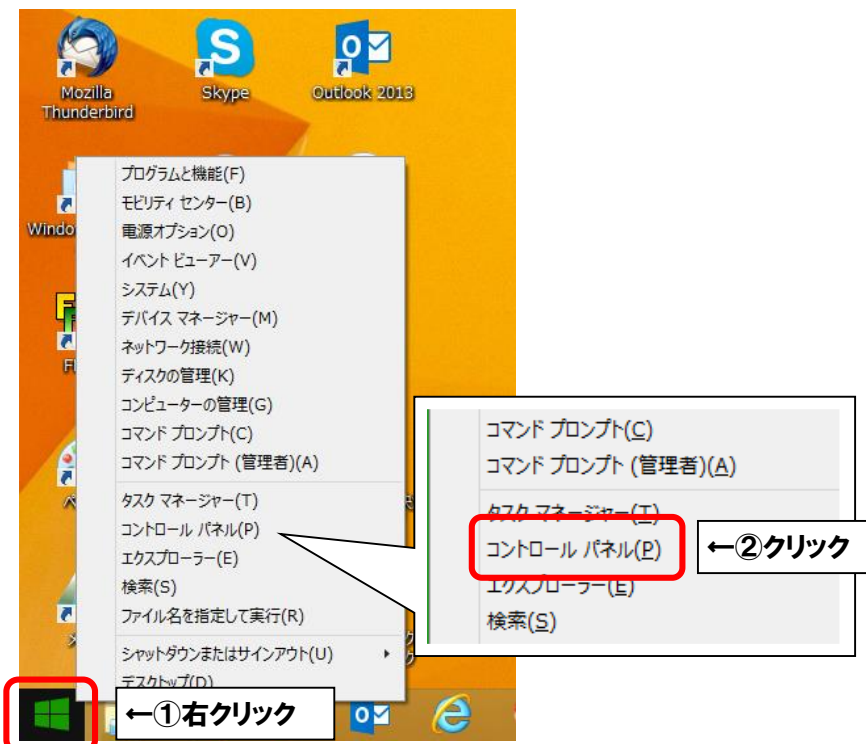 Mozilla
Thunderbird
Skype
Outlook 2013
Windo
プログラムと機能(F)
モビリティ センター(B)
電源オプション(O)
イベント ビューアー(V)
システム(Y)
デバイス マネージャー(M)
ネットワーク接続(W)
ディスクの管理(K)
コンピューターの管理(G)
コマンド プロンプト(C)
コマンド プロンプト (管理者)(A)
タスク マネージャー(T)
コントロール パネル(P)
エクスプローラー(E)
検索(S)
ファイル名を指定して実行(R)
シャットダウンまたはサインアウト(U)
デスクトップ(D)
←①右クリック
コマンド プロンプト(C)
コマンド プロンプト (管理者)(A)
タスク マネージャー(T)
コントロール パネル(P)
←②クリック
エクスプローラー(E)
検索(S)